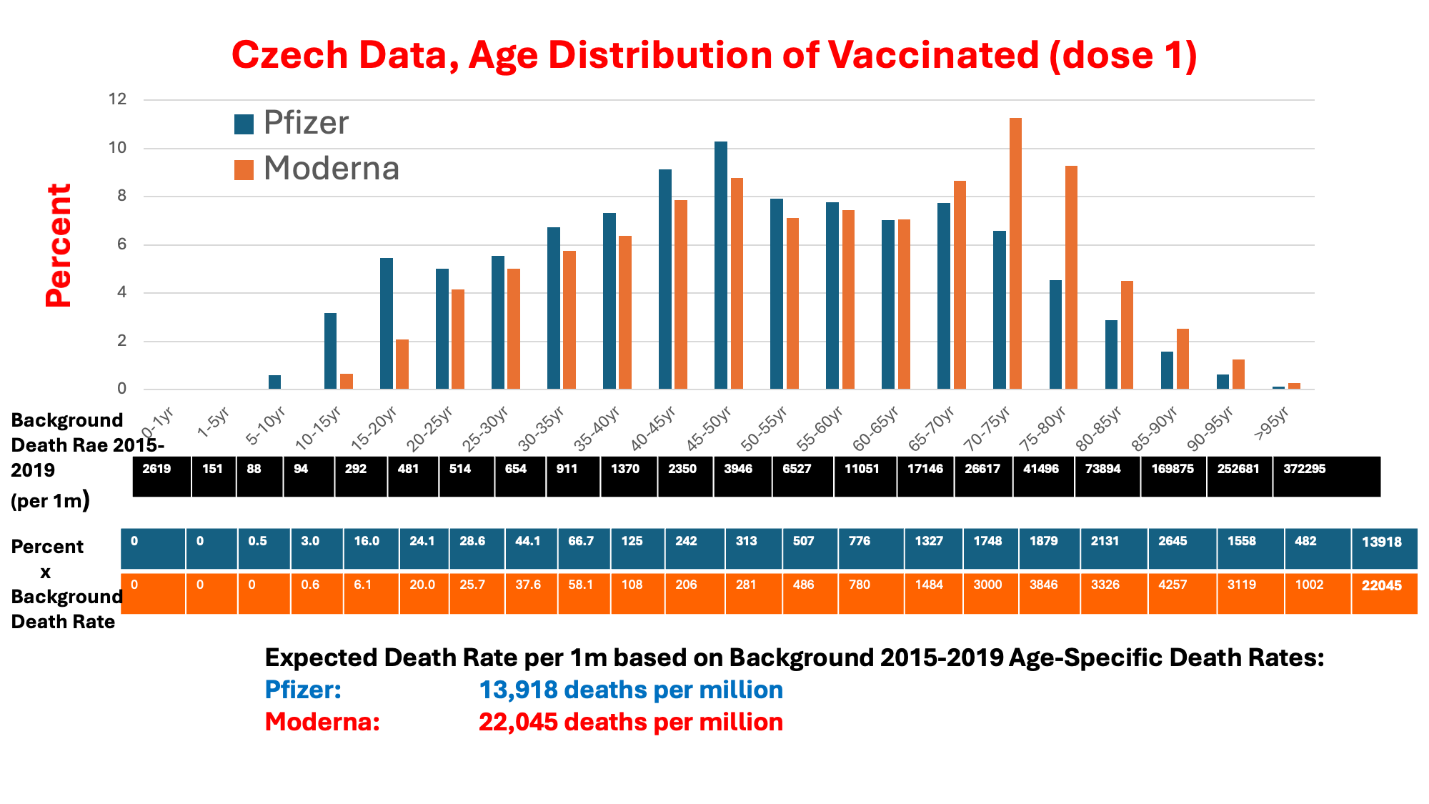 Czech Data, Age Distribution of Vaccinated (dose 1)
Pfizer
Moderna
Percent
12
10
8
6
4
2
0
0-1yr 1-5yr 5-10yr 10-15yr 15-20yr 20-25yr 25-30yr 30-35yr 35-40yr 40-45yr 45-50yr 50-55yr 55-60yr 60-65yr 65-70yr 70-75yr 75-80yr 80-85yr 85-90yr 90-95yr >95yr
Background
Death Rae 2015-
2019
(per 1m)
2619 151 88 94 292 481 514 654 911 1370 2350 3946 6527 11051 17146 26617 41496 73894 169875 252681 372295
Percent
x
Background
Death Rate
0 0 0.5 3.0 16.0 24.1 28.6 44.1 66.7 125 242 313 507 776 1327 1748 1879 2131 2645 1558 482 13918
0 0 0 0.6 6.1 20.0 25.7 37.6 58.1 108 206 281 486 780 1484 3000 3846 3326 4257 3119 1002 22045
Expected Death Rate per 1m based on Background 2015-2019 Age-Specific Death Rates:
Pfizer: 13,918 deaths per million
Moderna: 22,045 deaths per million